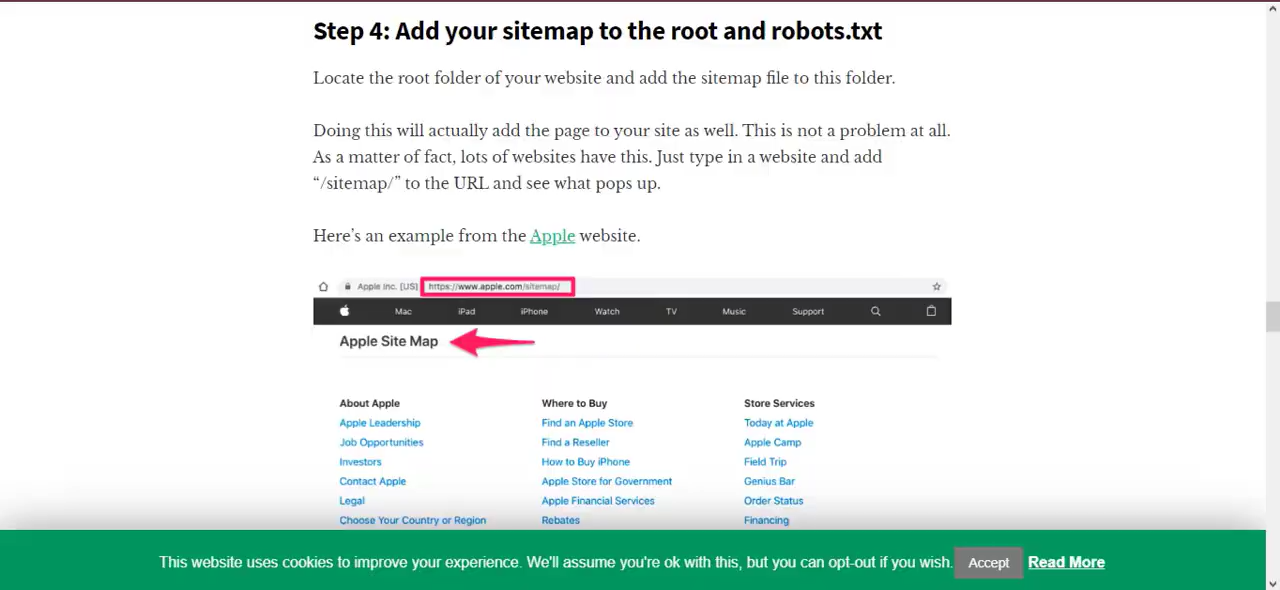 Step 4: Add your sitemap to the root and robots.txt
Locate the root folder of your website and add the sitemap file to this folder.
Doing this will actually add the page to your site as well. This is not a problem at all.
As a matter of fact, lots of websites have this. Just type in a website and add
“/sitemap/” to the URL and see what pops up.
Here’s an example from the Apple website.
Apple Inc. [US] https://www.apple.com/sitemap/
Mac iPad iPhone Watch TV Music Support
Apple Site Map
About Apple Where to Buy Store Services
Apple Leadership Find an Apple Store Today at Apple
Job Opportunities Find a Reseller Apple Camp
Investors How to Buy iPhone Field Trip
Contact Apple Apple Store for Government Genius Bar
Legal Apple Financial Services Order Status
Choose Your Country or Region Rebates Financing
This website uses cookies to improve your experience. We'll assume you're ok with this, but you can opt-out if you wish. Accept Read More